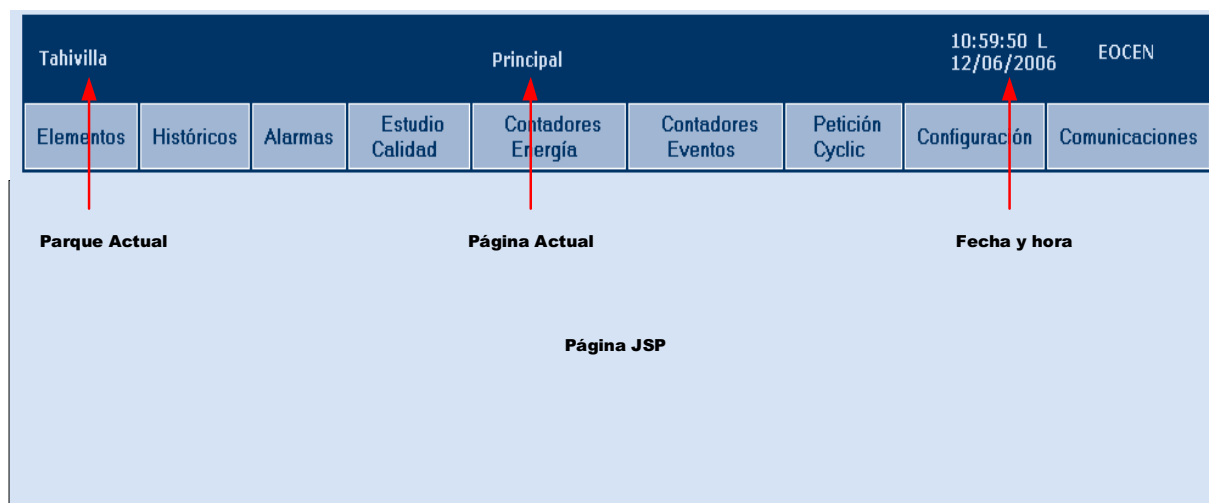 10:59:50 L
Tahivilla Principal 12/06/2006 EOCEN
Elementos Históricos Alarmas Estudio Calidad Contadores Energía Contadores Eventos Petición Cyclic Configuración Comunicaciones
Parque Actual Página Actual Fecha y hora
Página JSP